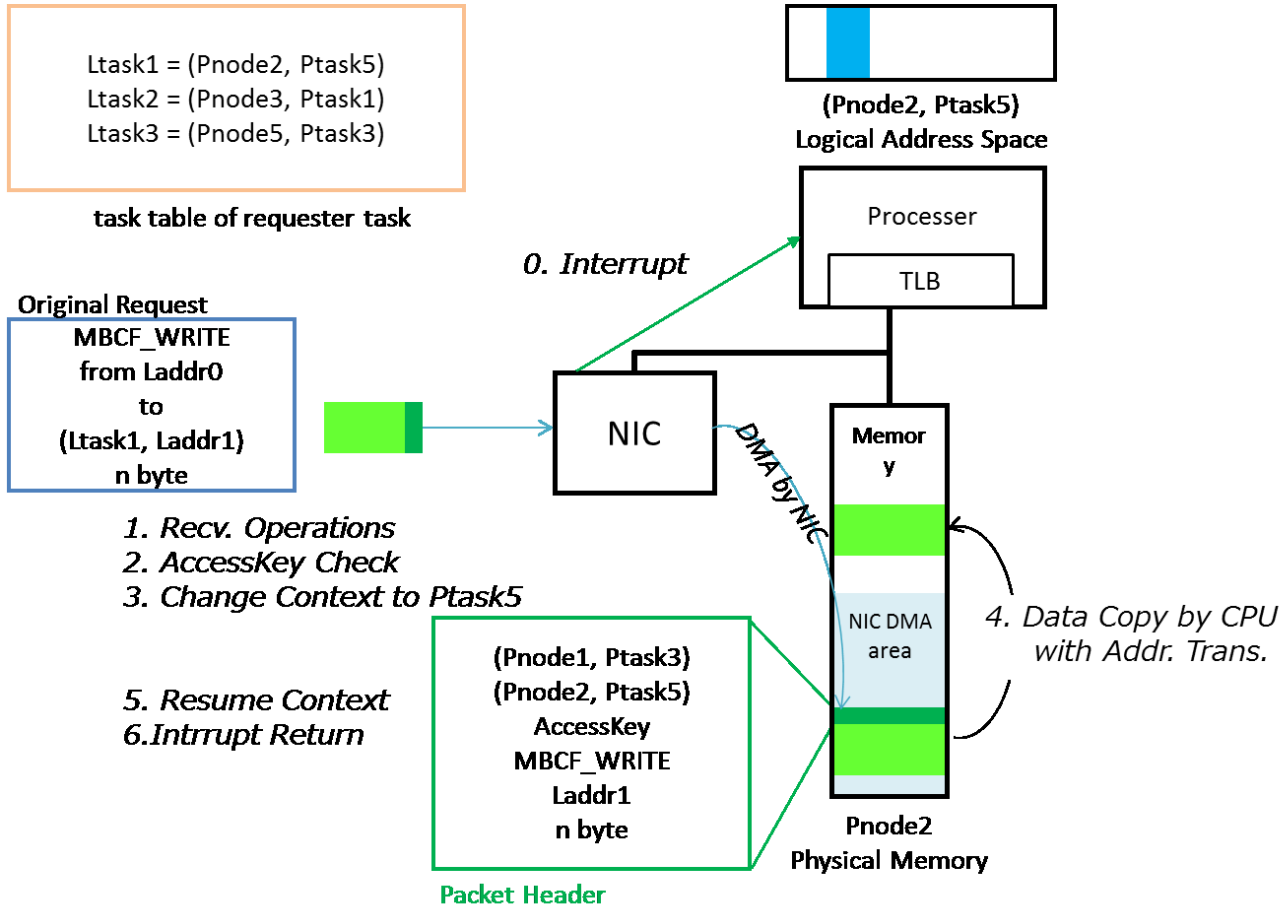 Ltask1 = (Pnode2, Ptask5)
Ltask2 = (Pnode3, Ptask1)
Ltask3 = (Pnode5, Ptask3)
task table of requester task
(Pnode2, Ptask5)
Logical Address Space
Processer
TLB
0. Interrupt
Original Request
MBCF_WRITE
from Laddr0
to
(Ltask1, Laddr1)
n byte
NIC
DMA by NIC
Memor
y
1. Recv. Operations
2. AccessKey Check
3. Change Context to Ptask5
NIC DMA
area
4. Data Copy by CPU
with Addr. Trans.
5. Resume Context
6.Intrrupt Return
(Pnode1, Ptask3)
(Pnode2, Ptask5)
AccessKey
MBCF_WRITE
Laddr1
n byte
Packet Header
Pnode2
Physical Memory